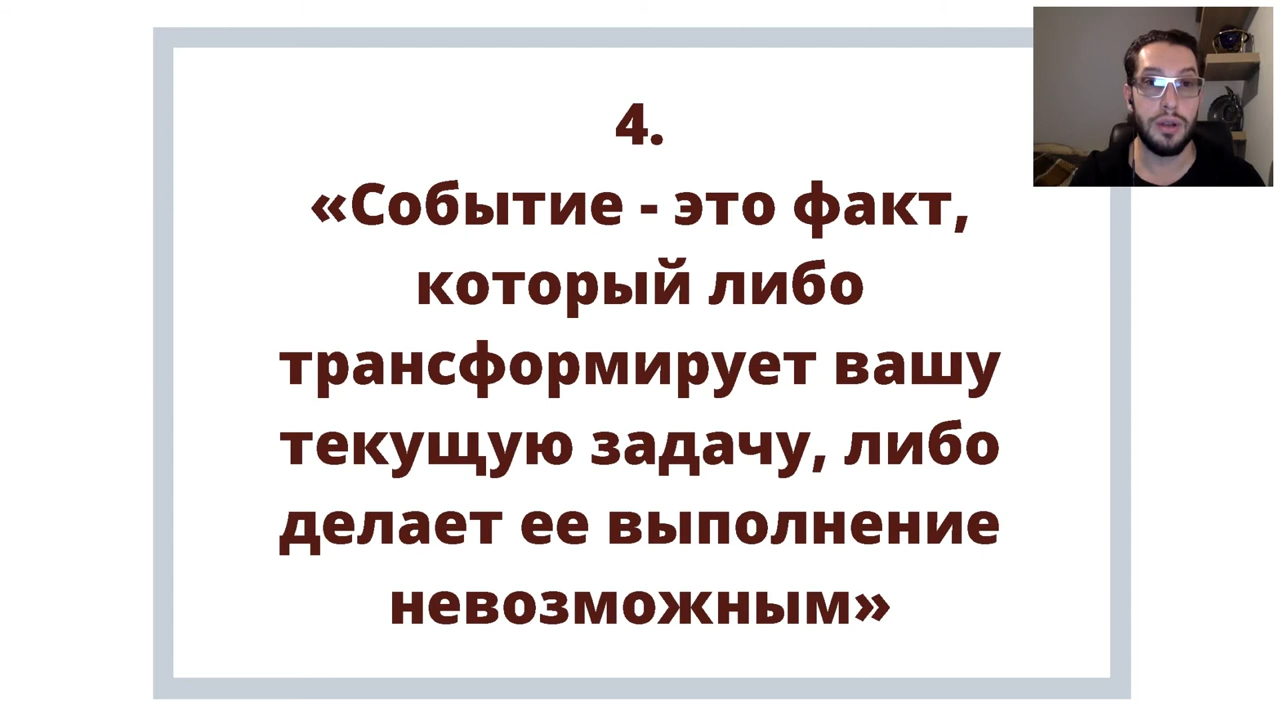 4.
«Событие - это факт,
который либо
трансформирует вашу
текущую задачу, либо
делает ее выполнение
невозможным»